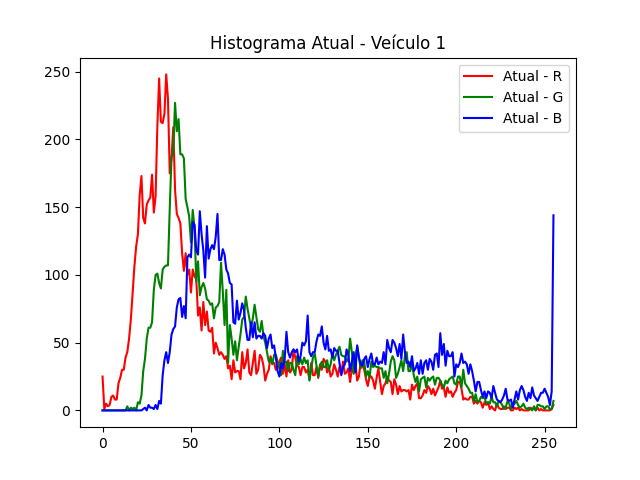 Histograma Atual - Veículo 1
Atual - R
Atual - G
Atual - B
250
200
150
100
50
0
0 50 100 150 200 250